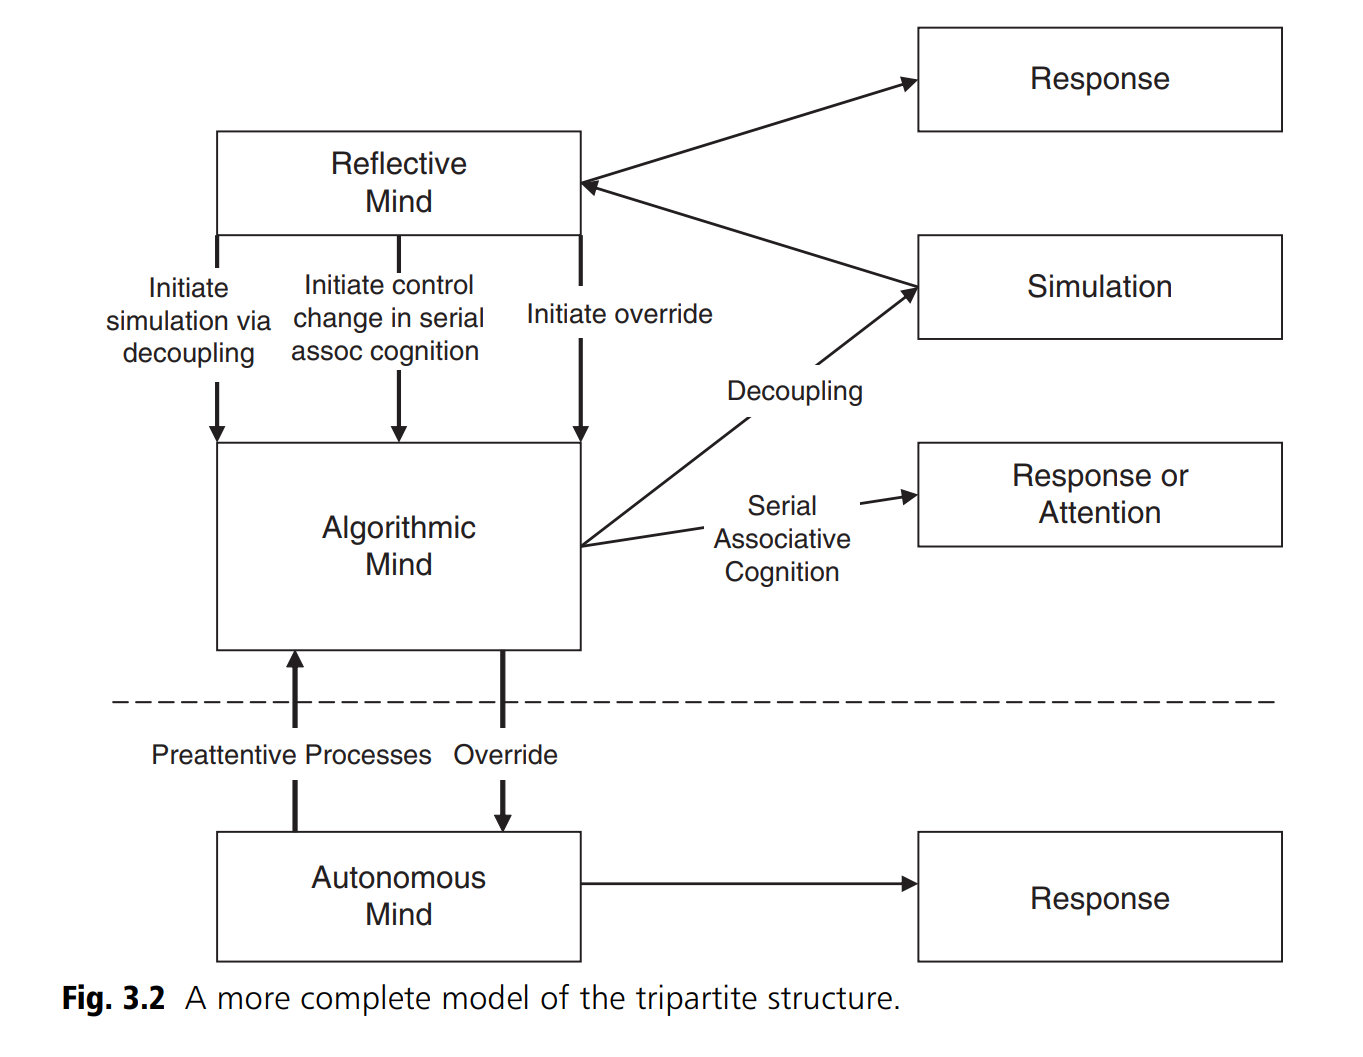 Response
Reflective
Mind
Initiate
simulation via
decoupling
Initiate control
change in serial
assoc cognition
Initiate override
Simulation
Decoupling
Algorithmic
Mind
Serial
Associative
Cognition
Response or
Attention
Preattentive Processes
Override
Autonomous
Mind
Response
Fig. 3.2 A more complete model of the tripartite structure.